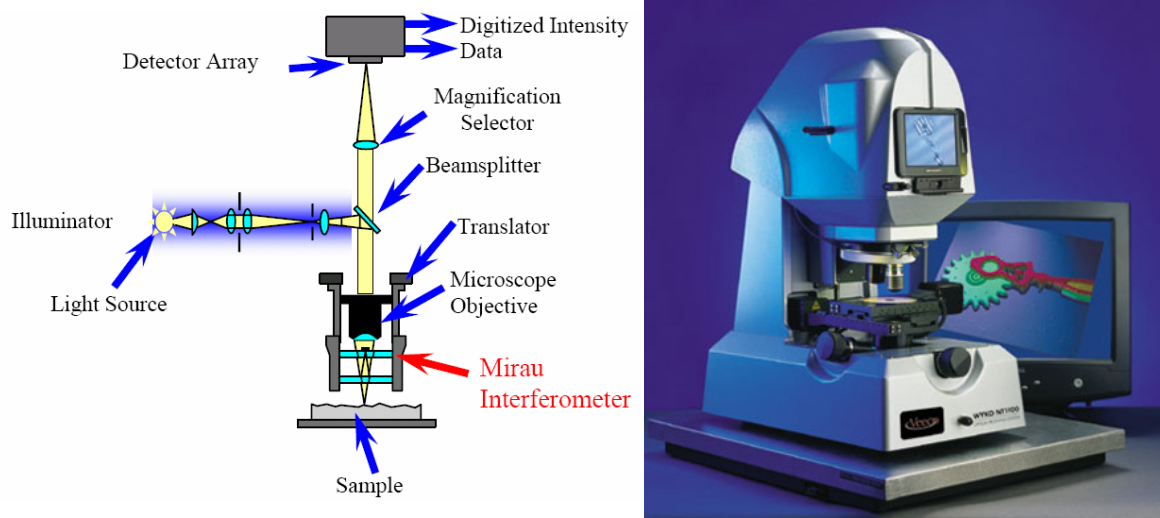 Digitized Intensity
Data
Detector Array
Magnification
Selector
Beamsplitter
Illuminator
Translator
Light Source
Microscope
Objective
Mirau
Interferometer
Sample
Veeco
WYKO NT1100